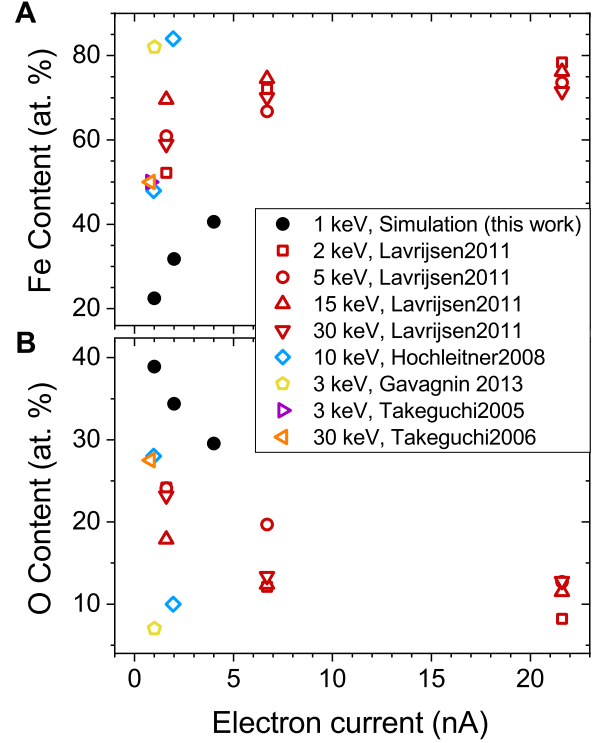 A
80
60
40
20
Fe Content (at. %)
1 keV, Simulation (this work)
2 keV, Lavrijsen2011
5 keV, Lavrijsen2011
15 keV, Lavrijsen2011
30 keV, Lavrijsen2011
10 keV, Hochleitner2008
3 keV, Gavagnin 2013
3 keV, Takeguchi2005
30 keV, Takeguchi2006
B
40
30
20
10
O Content (at. %)
0 5 10 15 20
Electron current (nA)